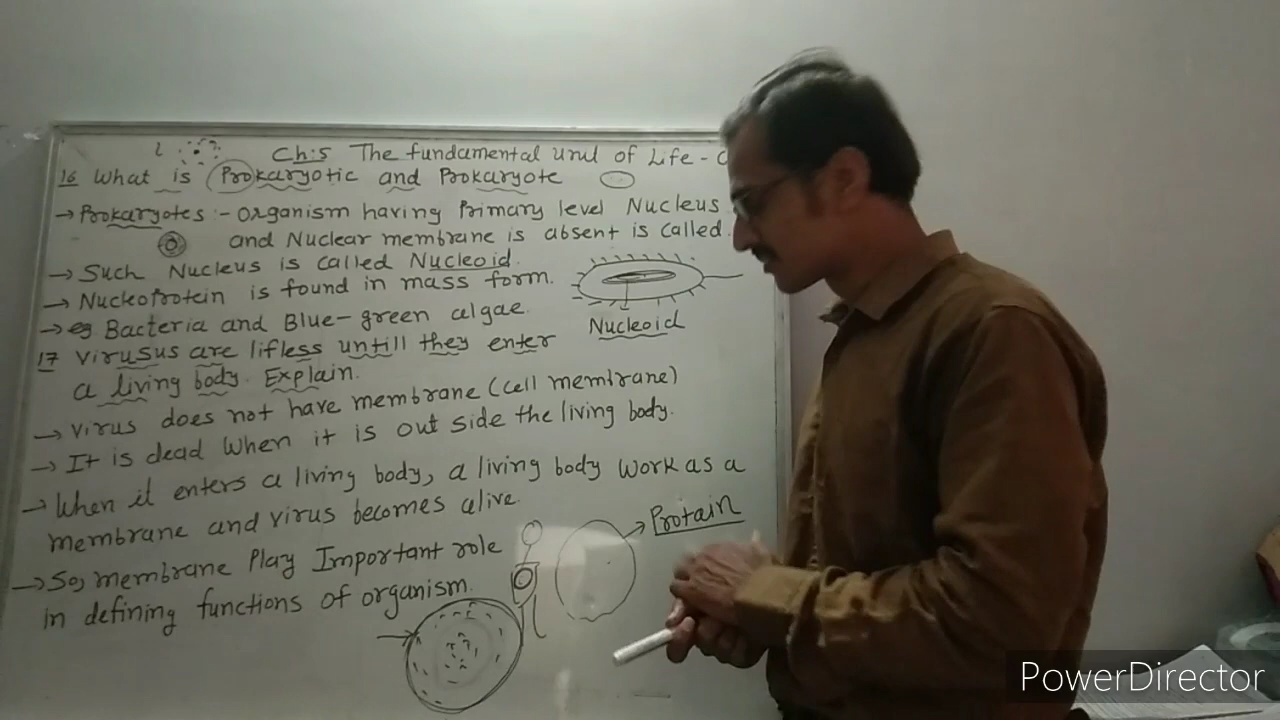 Ch:5 The fundamental unit of Life -
16 What is Prokaryotic and Prokaryote
→ Prokaryotes :- organism having Primary level Nucleus
and Nuclear membrane is absent is called.
→ Such Nucleus is called Nucleoid.
→ Nucleoprotein is found in mass form.
→ eg Bacteria and Blue-green algae.
Nucleoid
17 Virusus are lifless untill they enter
a living body. Explain.
→ Virus does not have membrane (cell membrane)
→ It is dead when it is out side the living body.
→ When it enters a living body, a living body work as a
membrane and virus becomes alive.
Protain
→ So, membrane Play Important role
in defining functions of organism.
PowerDirector